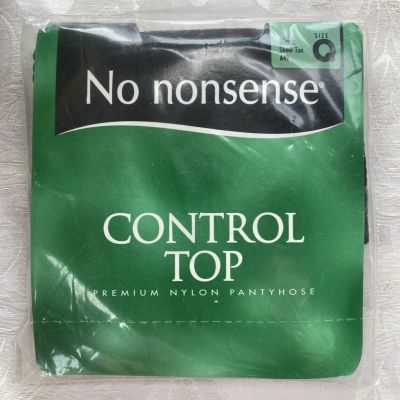 SIZE
Q
Sheer Toe
No nonsense®
CONTROL
TOP
PREMIUM NYLON PANTYHOSE